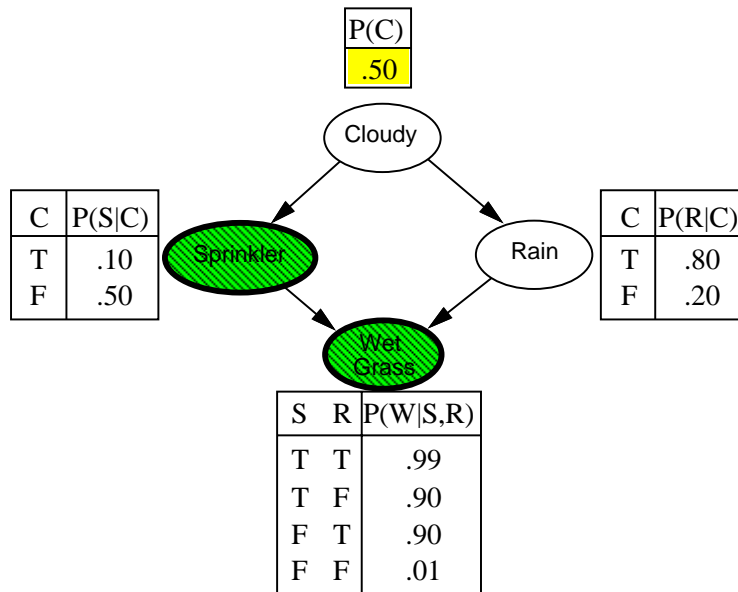 P(C)
.50
Cloudy
C P(S|C)
T .10
F .50
Sprinkler
Rain
C P(R|C)
T .80
F .20
Wet
Grass
S R P(W|S,R)
T T .99
T F .90
F T .90
F F .01